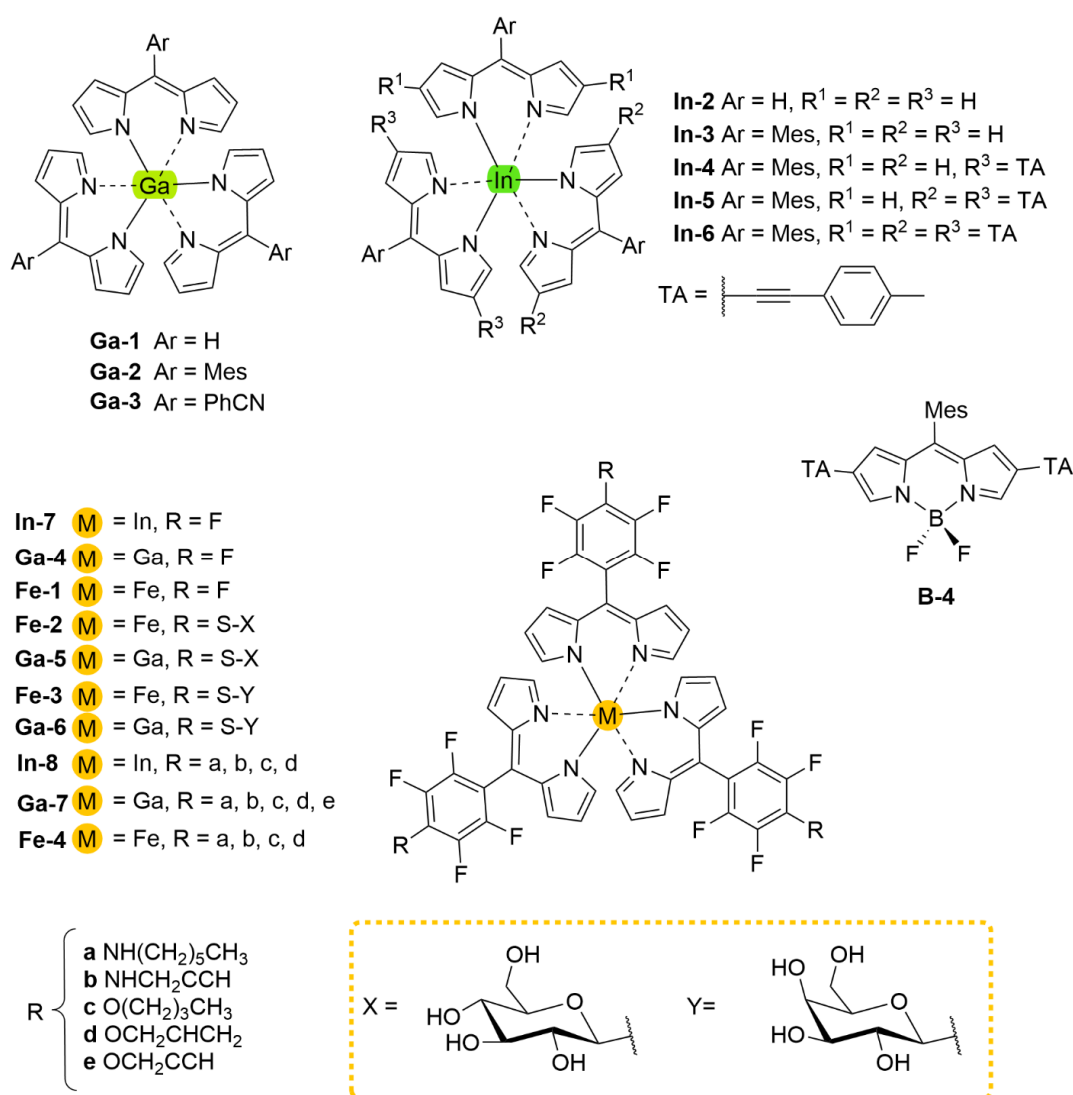 Ar
N
N
N
Ga
N
N
N
Ar
Ar
Ga-1 Ar = H
Ga-2 Ar = Mes
Ga-3 Ar = PhCN
Ar
R¹
R¹
N
N
R³
R²
N
In
N
N
N
Ar
Ar
R³
R²
In-2 Ar = H, R¹ = R² = R³ = H
In-3 Ar = Mes, R¹ = R² = R³ = H
In-4 Ar = Mes, R¹ = R² = H, R³ = TA
In-5 Ar = Mes, R¹ = H, R² = R³ = TA
In-6 Ar = Mes, R¹ = R² = R³ = TA
TA =
Mes
TA
TA
N
N
B
F
F
B-4
In-7 M = In, R = F
Ga-4 M = Ga, R = F
Fe-1 M = Fe, R = F
Fe-2 M = Fe, R = S-X
Ga-5 M = Ga, R = S-X
Fe-3 M = Fe, R = S-Y
Ga-6 M = Ga, R = S-Y
In-8 M = In, R = a, b, c, d
Ga-7 M = Ga, R = a, b, c, d, e
Fe-4 M = Fe, R = a, b, c, d
R
F
F
F
F
N
N
N
M
N
N
N
F
F
F
F
R
F
F
F
F
R
R
a NH(CH₂)₅CH₃
b NHCH₂CCH
c O(CH₂)₃CH₃
d OCH₂CHCH₂
e OCH₂CCH
X =
OH
HO
HO
O
OH
Y=
HO
OH
O
HO
OH